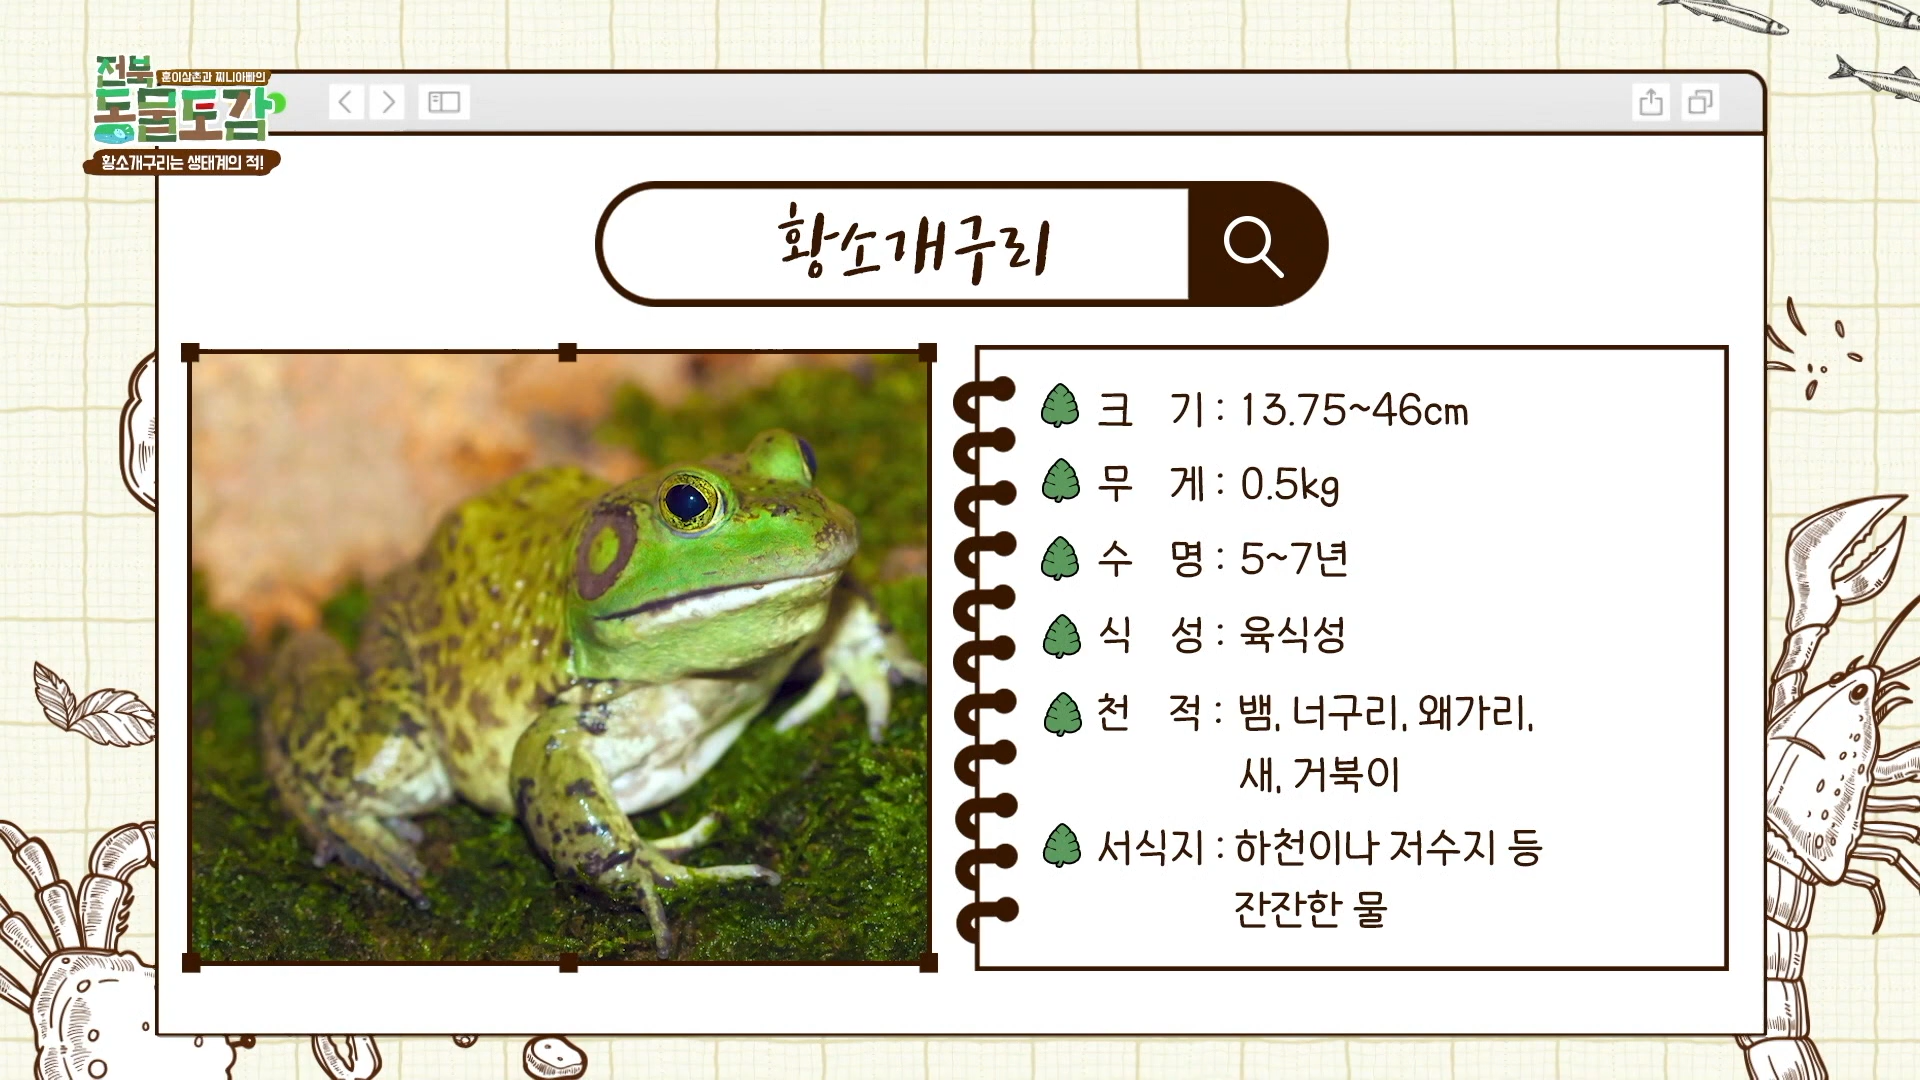 전북
훈이삼촌과 찌니아빠의
동물토감
황소개구리는 생태계의 적!
황소개구리
크 기 : 13.75~46cm
무 게 : 0.5kg
수 명 : 5~7년
식 성 : 육식성
천 적 : 뱀, 너구리, 왜가리,
새, 거북이
서식지 : 하천이나 저수지 등
잔잔한 물